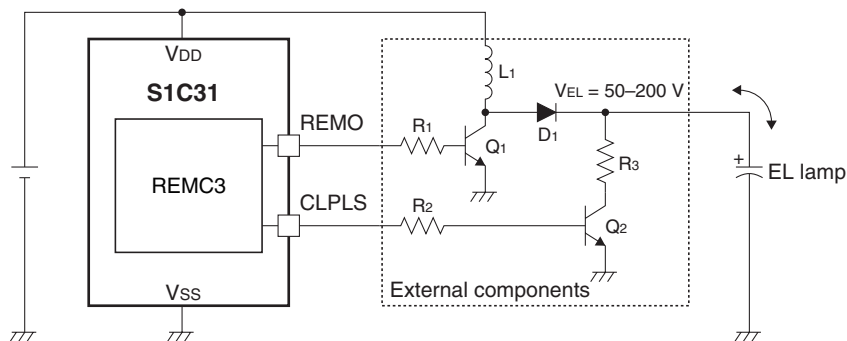 VDD
S1C31
REMC3
REMO
CLPLS
VSS
R1
R2
Q1
L1
VEL = 50–200 V
D1
R3
Q2
External components
+
EL lamp